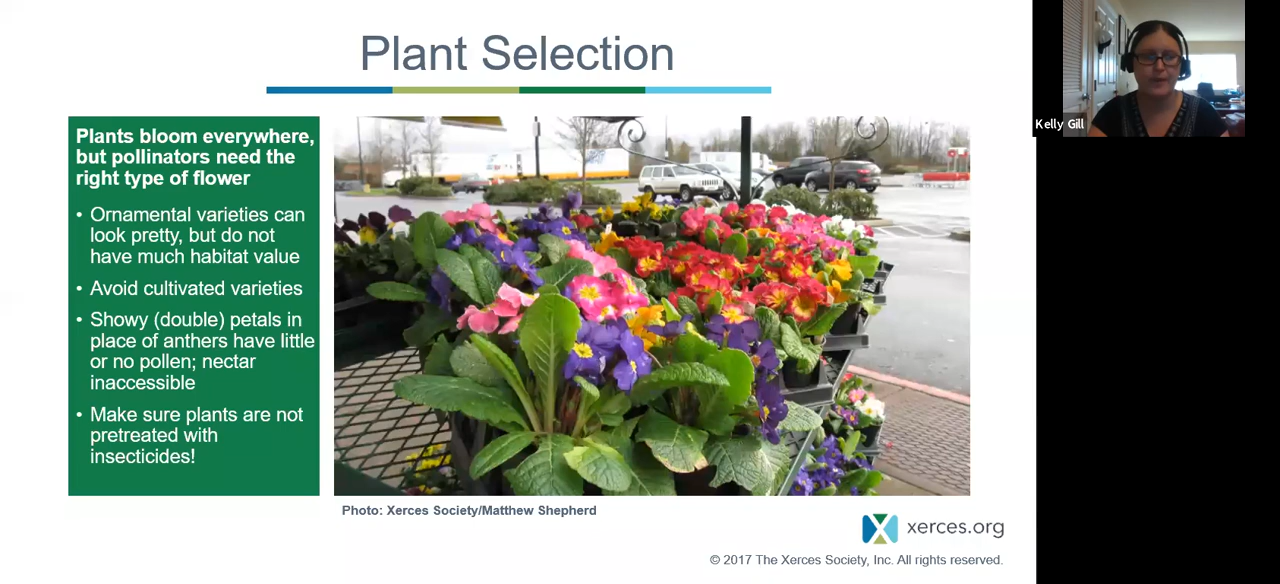 Plant Selection
Kelly Gill
Plants bloom everywhere,
but pollinators need the
right type of flower
• Ornamental varieties can
look pretty, but do not
have much habitat value
• Avoid cultivated varieties
• Showy (double) petals in
place of anthers have little
or no pollen; nectar
inaccessible
• Make sure plants are not
pretreated with
insecticides!
Photo: Xerces Society/Matthew Shepherd
xerces.org
© 2017 The Xerces Society, Inc. All rights reserved.